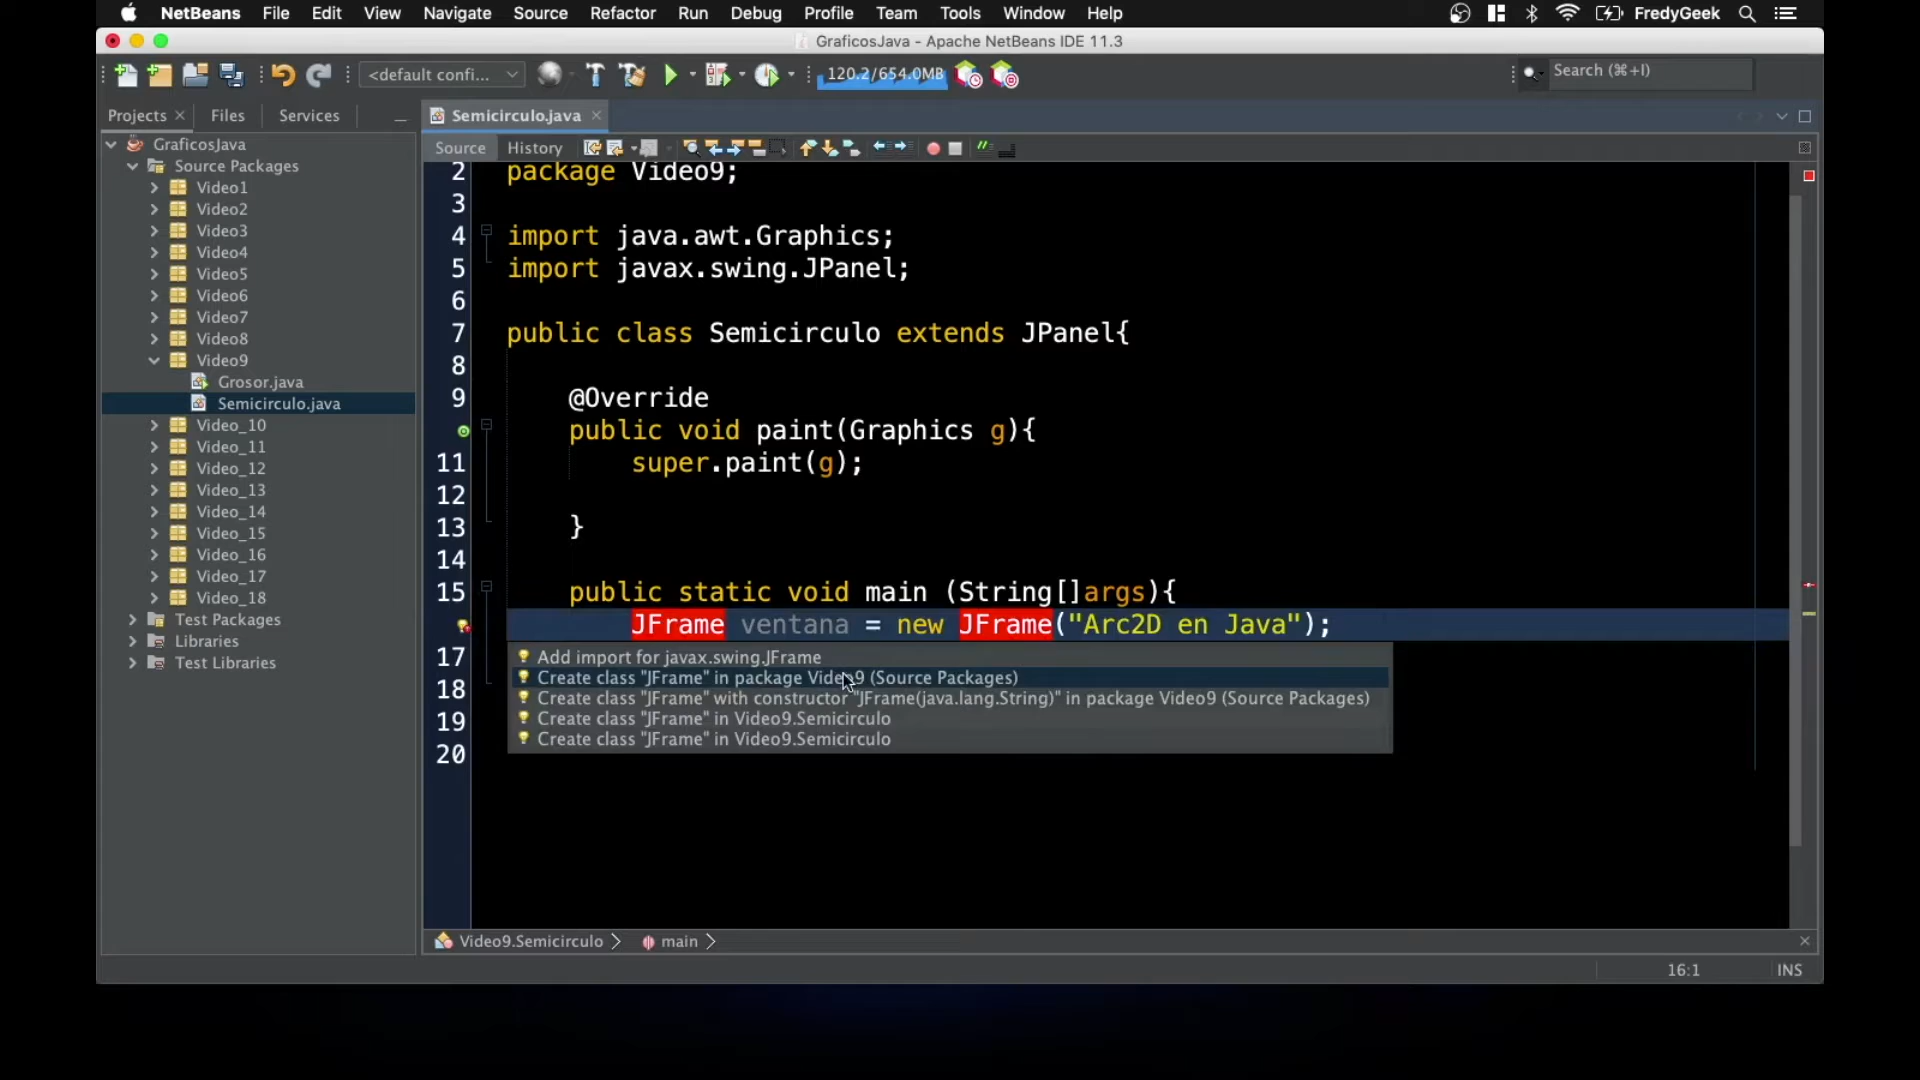 NetBeans File Edit View Navigate Source Refactor Run Debug Profile Team Tools Window Help FredyGeek
GraficosJava - Apache NetBeans IDE 11.3
<default confi... 120.2/654.0MB Search (⌘+I)
Projects Files Services Semicirculo.java
Source History
GraficosJava
Source Packages
Video1
Video2
Video3
Video4
Video5
Video6
Video7
Video8
Video9
Grosor.java
Semicirculo.java
Video_10
Video_11
Video_12
Video_13
Video_14
Video_15
Video_16
Video_17
Video_18
Test Packages
Libraries
Test Libraries
2 package Video9;
3
4 import java.awt.Graphics;
5 import javax.swing.JPanel;
6
7 public class Semicirculo extends JPanel{
8
9 @Override
public void paint(Graphics g){
11 super.paint(g);
12
13 }
14
15 public static void main (String[]args){
JFrame ventana = new JFrame("Arc2D en Java");
17 Add import for javax.swing.JFrame
18 Create class "JFrame" in package Video9 (Source Packages)
Create class "JFrame" with constructor "JFrame(java.lang.String)" in package Video9 (Source Packages)
19 Create class "JFrame" in Video9.Semicirculo
20 Create class "JFrame" in Video9.Semicirculo
Video9.Semicirculo main
16:1 INS